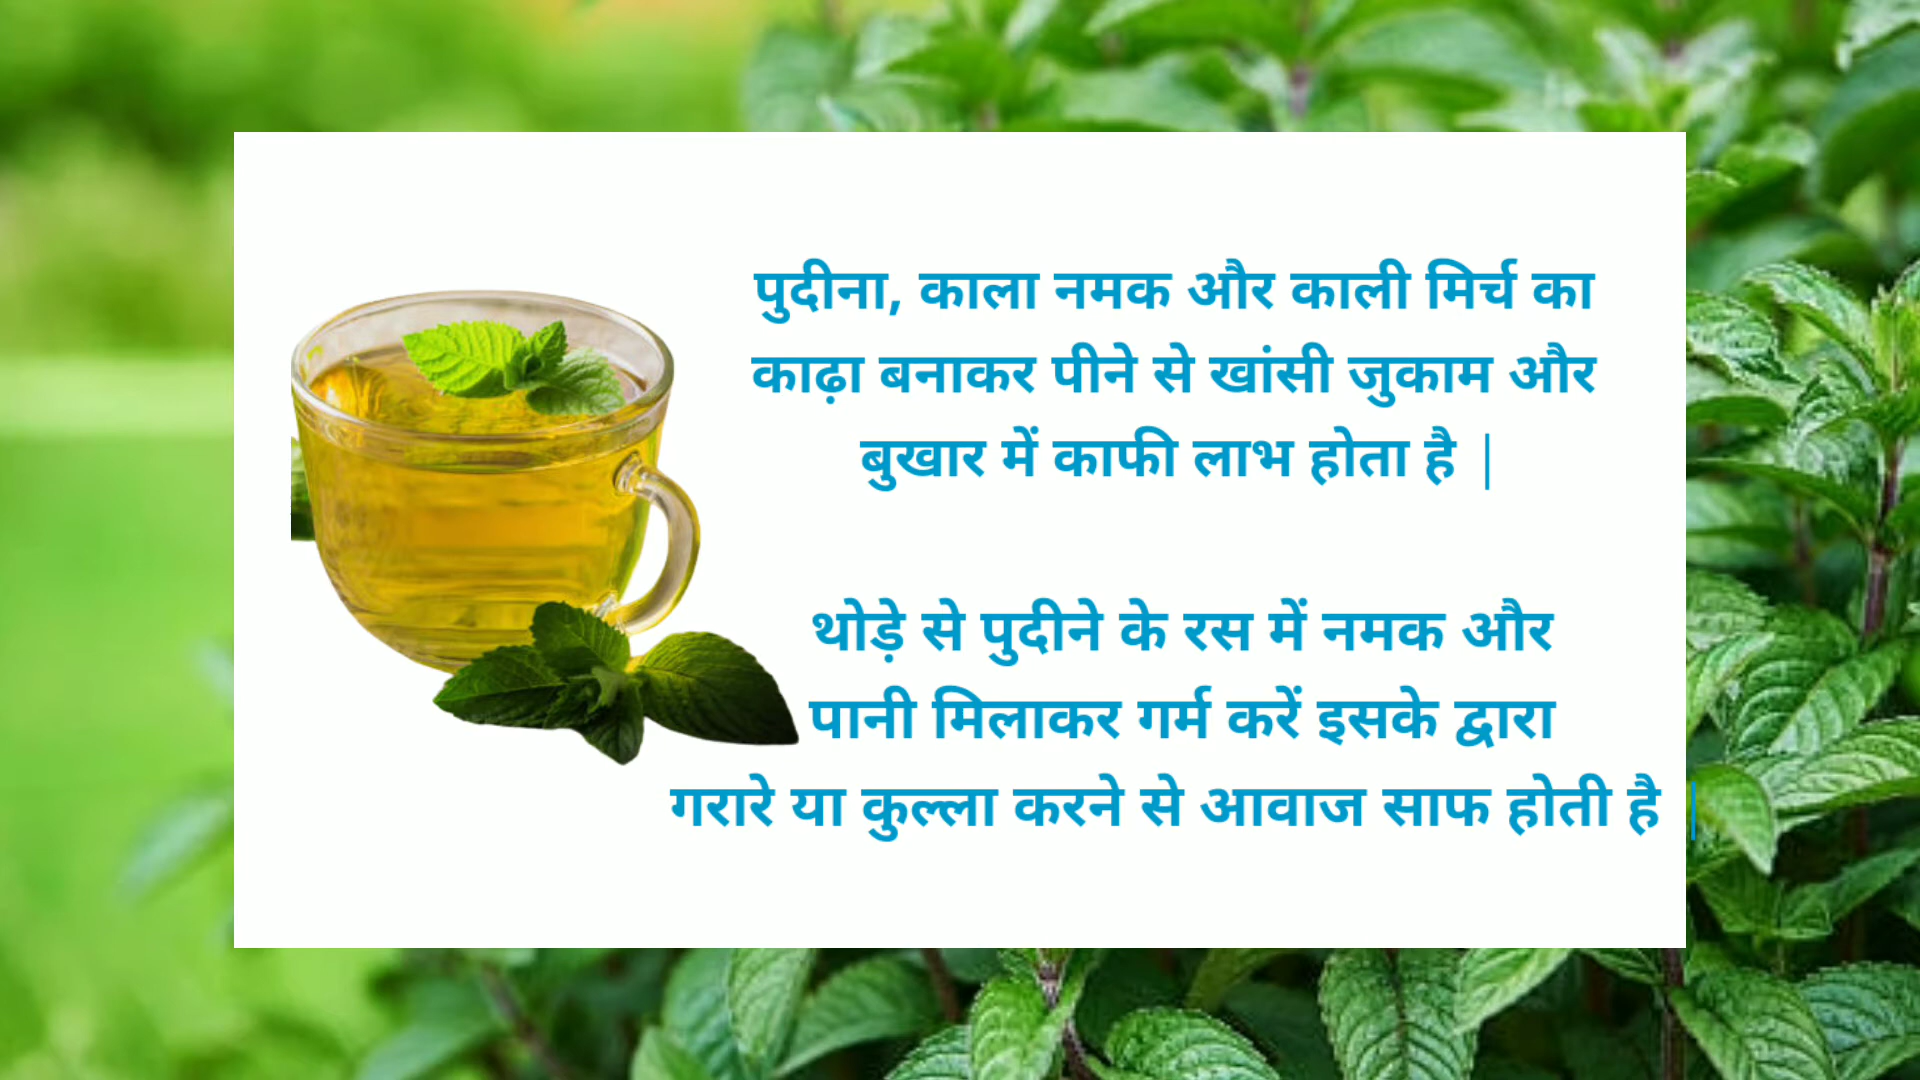 पुदीना, काला नमक और काली मिर्च का
काढ़ा बनाकर पीने से खांसी जुकाम और
बुखार में काफी लाभ होता है |
थोड़े से पुदीने के रस में नमक और
पानी मिलाकर गर्म करें इसके द्वारा
गरारे या कुल्ला करने से आवाज साफ होती है |